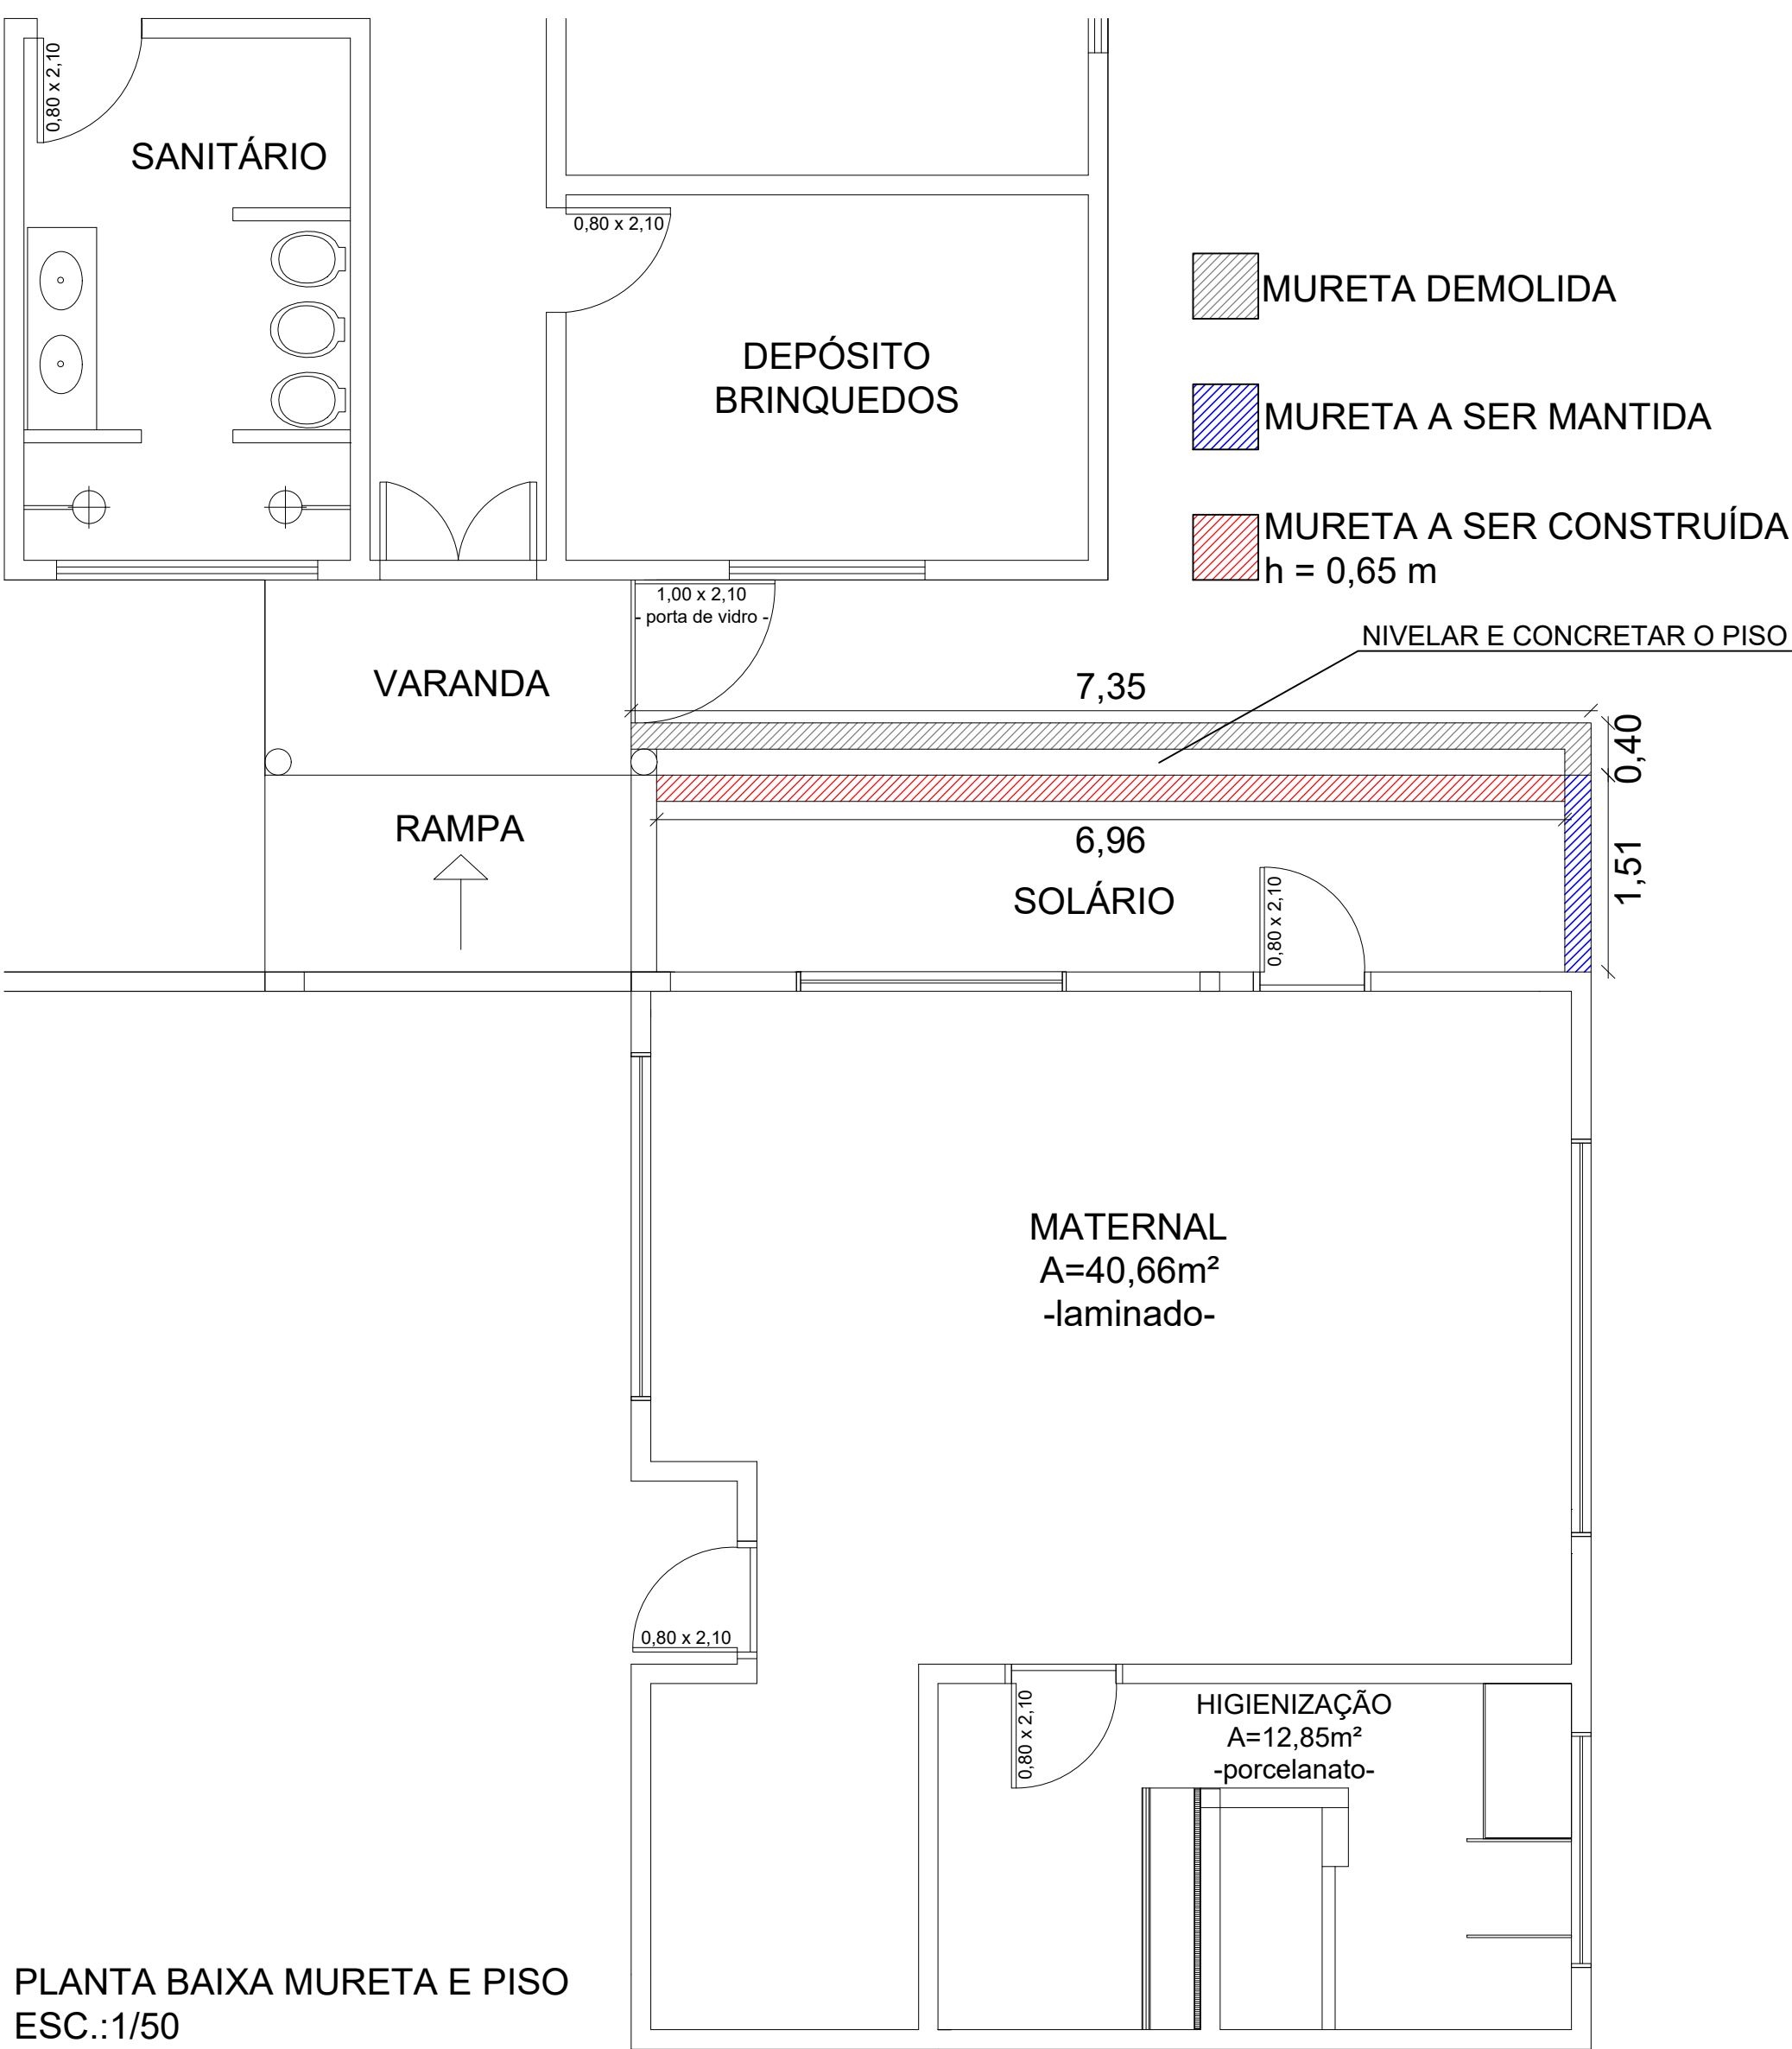 0,80 x 2,10
SANITÁRIO
0,80 x 2,10
DEPÓSITO
BRINQUEDOS
MURETA DEMOLIDA
MURETA A SER MANTIDA
MURETA A SER CONSTRUÍDA
h = 0,65 m
1,00 x 2,10
- porta de vidro -
NIVELAR E CONCRETAR O PISO
VARANDA
7,35
0,40
RAMPA
6,96
1,51
SOLÁRIO
0,80 x 2,10
MATERNAL
A=40,66m²
-laminado-
0,80 x 2,10
0,80 x 2,10
HIGIENIZAÇÃO
A=12,85m²
-porcelanato-
PLANTA BAIXA MURETA E PISO
ESC.:1/50